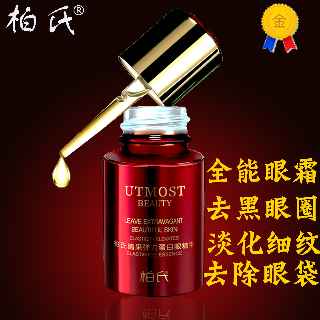 柏氏®
金
全能眼霜
去黑眼圈
淡化细纹
去除眼袋
UTMOST
BEAUTY
LEAVE EXTRAVAGANT
BEAUTIFUL SKIN
柏氏